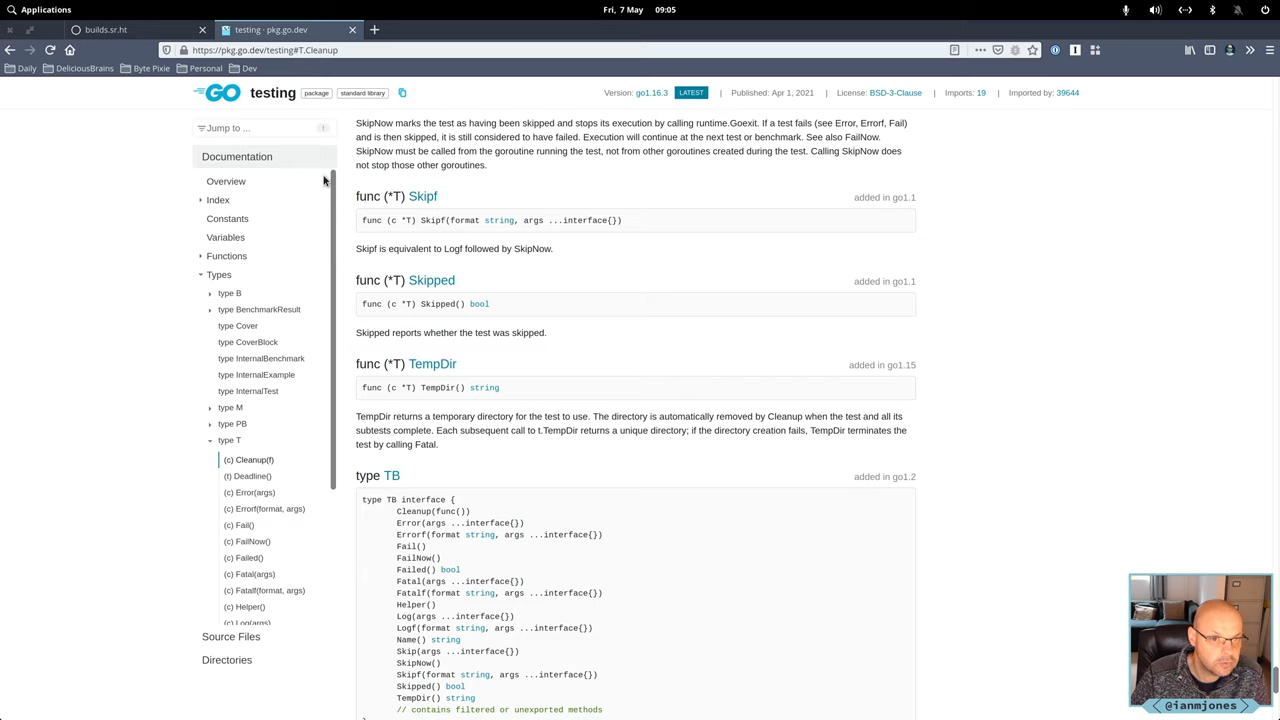 Applications
Fri, 7 May 09:05
builds.sr.ht
testing · pkg.go.dev
https://pkg.go.dev/testing#T.Cleanup
Daily
DeliciousBrains
Byte Pixie
Personal
Dev
GO
testing
package
standard library
Version: go1.16.3
LATEST
| Published: Apr 1, 2021
| License: BSD-3-Clause
| Imports: 19
| Imported by: 39644
Jump to ...
Documentation
Overview
Index
Constants
Variables
Functions
Types
type B
type BenchmarkResult
type Cover
type CoverBlock
type InternalBenchmark
type InternalExample
type InternalTest
type M
type PB
type T
(c) Cleanup(f)
(t) Deadline()
(c) Error(args)
(c) Errorf(format, args)
(c) Fail()
(c) FailNow()
(c) Failed()
(c) Fatal(args)
(c) Fatalf(format, args)
(c) Helper()
(c) Log(args)
Source Files
Directories
SkipNow marks the test as having been skipped and stops its execution by calling runtime.Goexit. If a test fails (see Error, Errorf, Fail)
and is then skipped, it is still considered to have failed. Execution will continue at the next test or benchmark. See also FailNow.
SkipNow must be called from the goroutine running the test, not from other goroutines created during the test. Calling SkipNow does
not stop those other goroutines.
func (*T) Skipf
added in go1.1
func (c *T) Skipf(format string, args ...interface{})
Skipf is equivalent to Logf followed by SkipNow.
func (*T) Skipped
added in go1.1
func (c *T) Skipped() bool
Skipped reports whether the test was skipped.
func (*T) TempDir
added in go1.15
func (c *T) TempDir() string
TempDir returns a temporary directory for the test to use. The directory is automatically removed by Cleanup when the test and all its
subtests complete. Each subsequent call to t.TempDir returns a unique directory; if the directory creation fails, TempDir terminates the
test by calling Fatal.
type TB
added in go1.2
type TB interface {
Cleanup(func())
Error(args ...interface{})
Errorf(format string, args ...interface{})
Fail()
FailNow()
Failed() bool
Fatal(args ...interface{})
Fatalf(format string, args ...interface{})
Helper()
Log(args ...interface{})
Logf(format string, args ...interface{})
Name() string
Skip(args ...interface{})
SkipNow()
Skipf(format string, args ...interface{})
Skipped() bool
TempDir() string
// contains filtered or unexported methods
< @ianmjones >